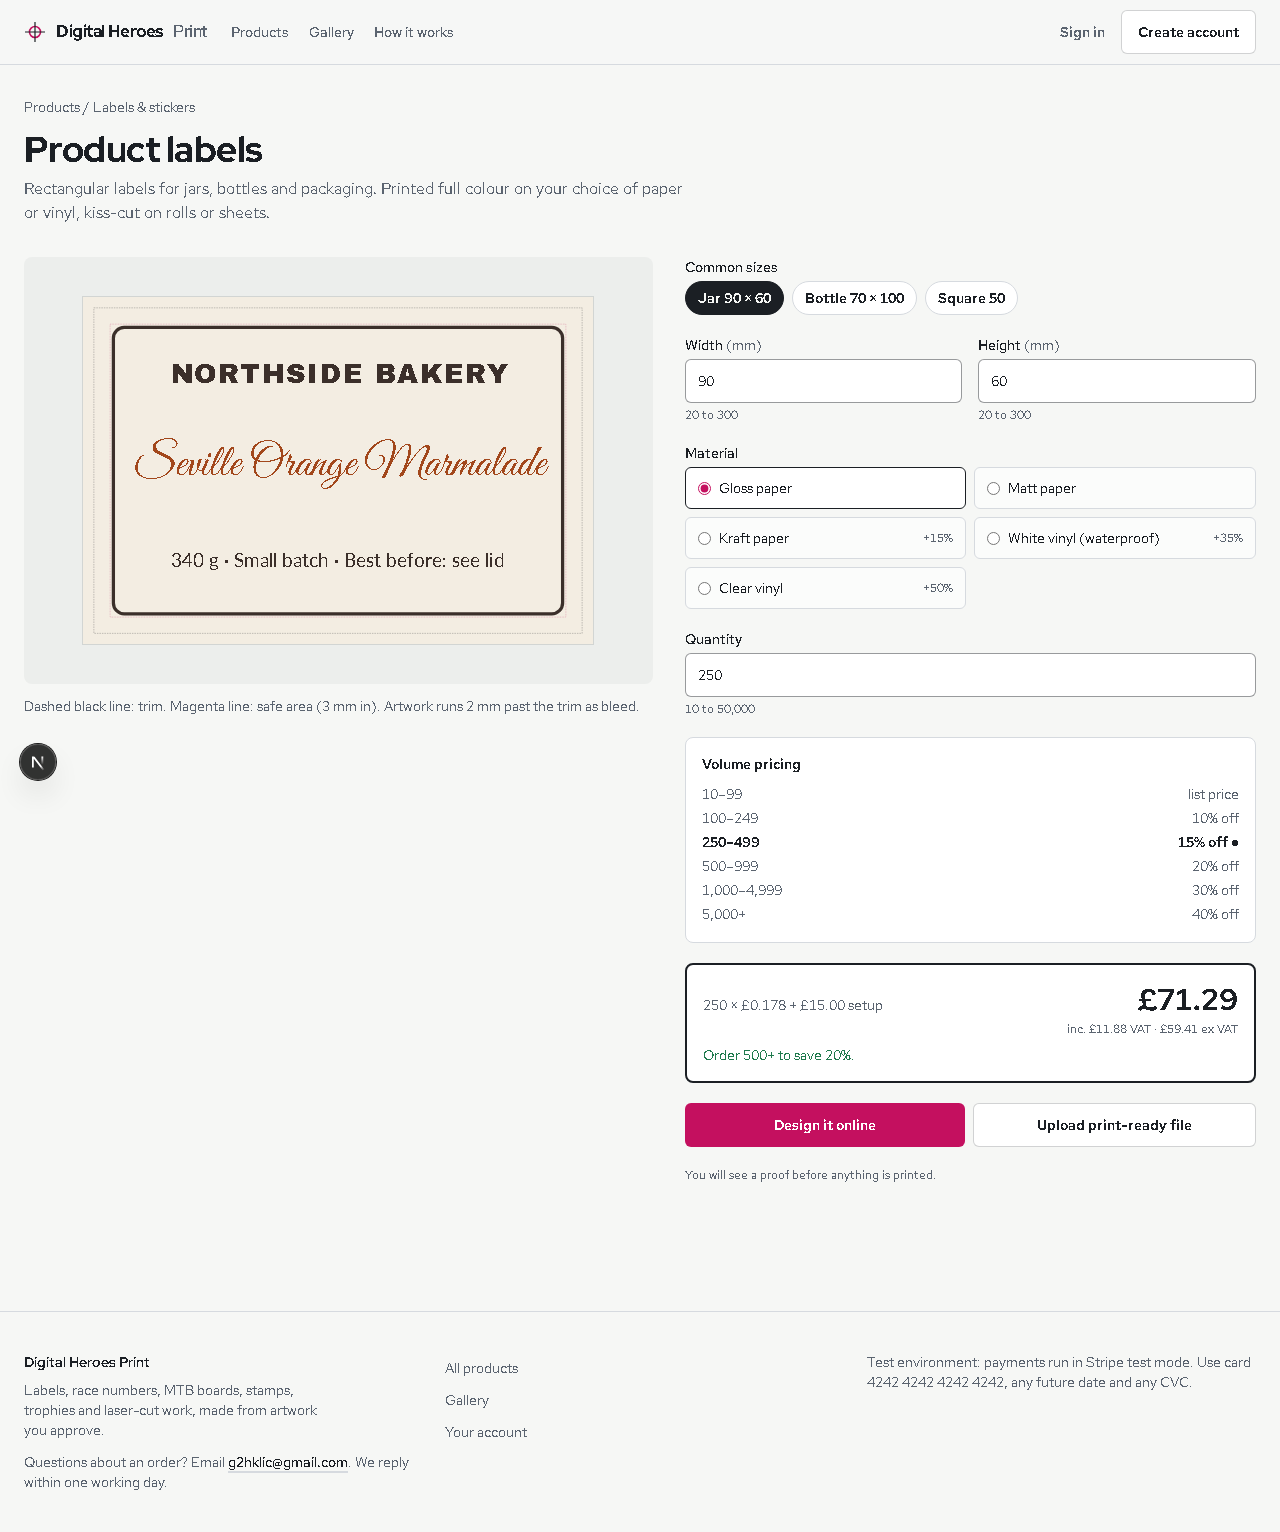 Digital Heroes Print
Products
Gallery
How it works
Sign in
Create account
Products / Labels & stickers
Product labels
Rectangular labels for jars, bottles and packaging. Printed full colour on your choice of paper
or vinyl, kiss-cut on rolls or sheets.
NORTHSIDE BAKERY
Seville Orange Marmalade
340 g · Small batch · Best before: see lid
Dashed black line: trim. Magenta line: safe area (3 mm in). Artwork runs 2 mm past the trim as bleed.
N
Common sizes
Jar 90 × 60
Bottle 70 × 100
Square 50
Width (mm)
Height (mm)
90
60
20 to 300
20 to 300
Material
Gloss paper
Matt paper
Kraft paper +15%
White vinyl (waterproof) +35%
Clear vinyl +50%
Quantity
250
10 to 50,000
Volume pricing
10–99 list price
100–249 10% off
250–499 15% off •
500–999 20% off
1,000–4,999 30% off
5,000+ 40% off
250 × £0.178 + £15.00 setup
£71.29
inc. £11.88 VAT · £59.41 ex VAT
Order 500+ to save 20%.
Design it online
Upload print-ready file
You will see a proof before anything is printed.
Digital Heroes Print
Labels, race numbers, MTB boards, stamps,
trophies and laser-cut work, made from artwork
you approve.
Questions about an order? Email g2hklic@gmail.com. We reply
within one working day.
All products
Gallery
Your account
Test environment: payments run in Stripe test mode. Use card
4242 4242 4242 4242, any future date and any CVC.